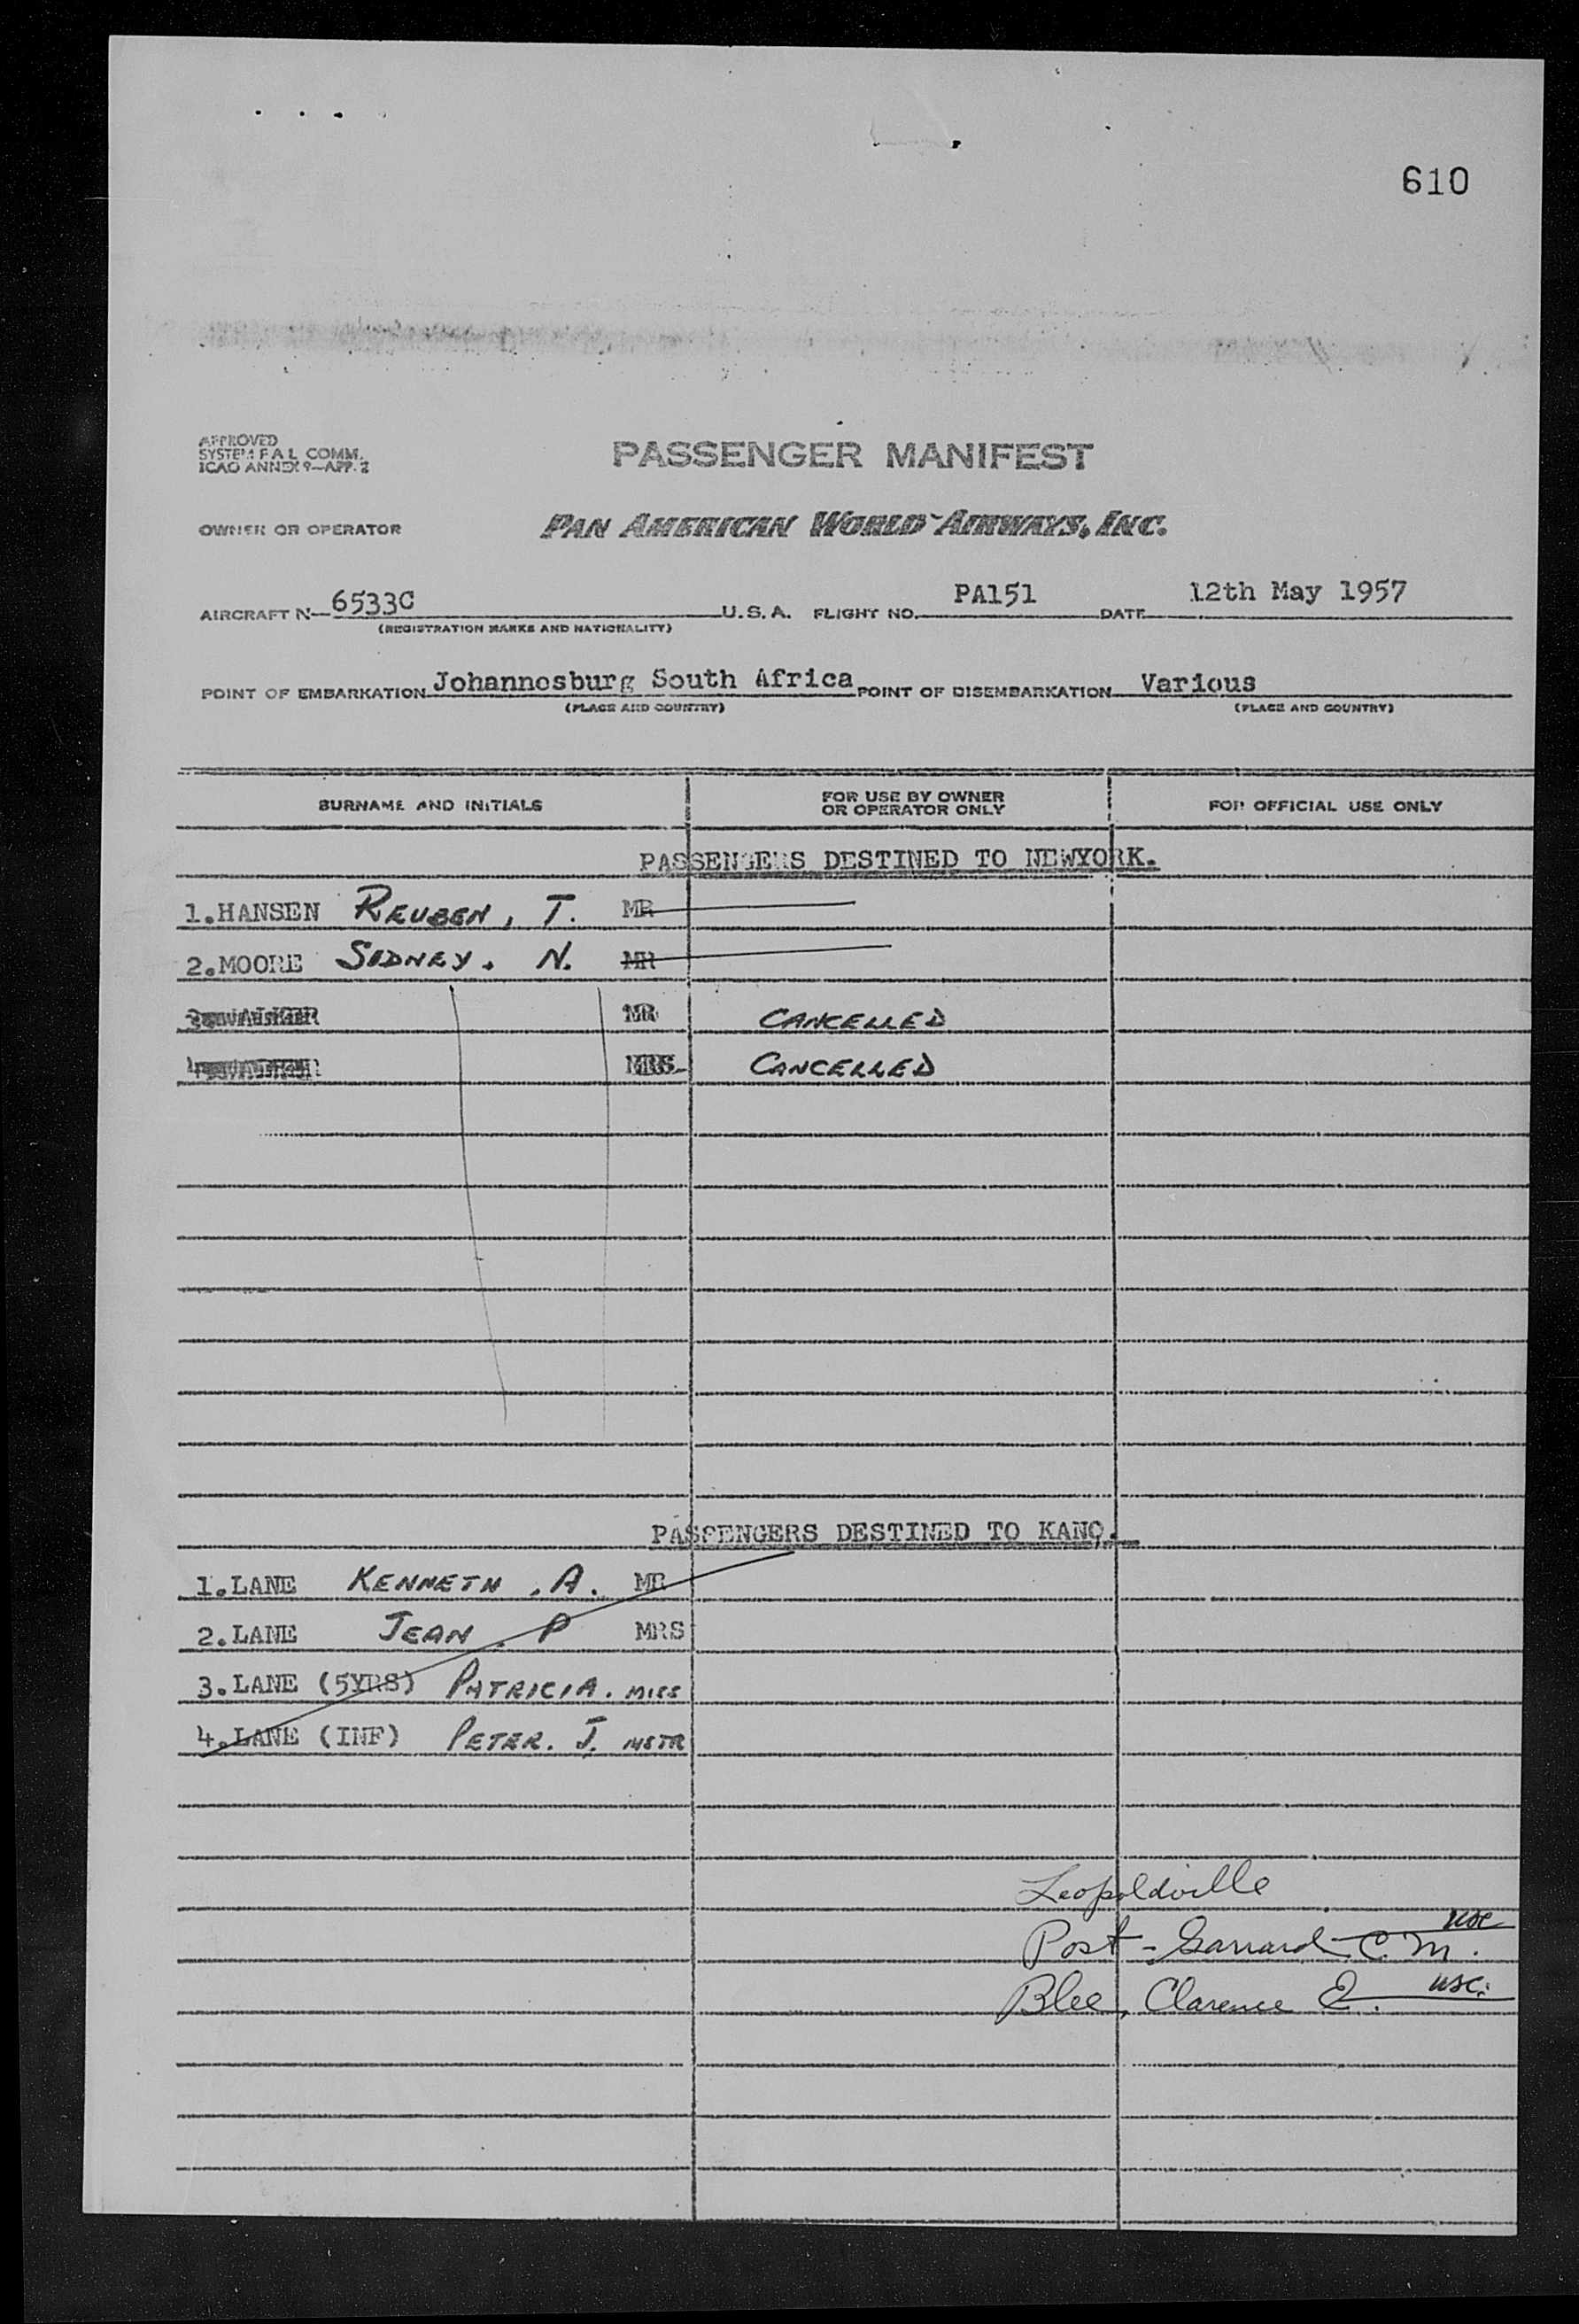 610
APPROVED
SYSTEM F A L COMM.
ICAO ANNEX 9—APP. 2
PASSENGER MANIFEST
OWNER OR OPERATOR PAN AMERICAN WORLD AIRWAYS, INC.
AIRCRAFT N— 6533C U.S.A. FLIGHT NO. PA151 DATE 12th May 1957
(REGISTRATION MARKS AND NATIONALITY)
POINT OF EMBARKATION Johannesburg South Africa POINT OF DISEMBARKATION Various
(PLACE AND COUNTRY) (PLACE AND COUNTRY)
SURNAME AND INITIALS FOR USE BY OWNER OR OPERATOR ONLY FOR OFFICIAL USE ONLY
PASSENGERS DESTINED TO NEWYORK.
1.HANSEN REUBEN, T. MR
2.MOORE SIDNEY. N. MR
MR CANCELLED
MRS CANCELLED
PASSENGERS DESTINED TO KANO.
1.LANE KENNETH .A. MR
2.LANE JEAN . P MRS
3.LANE (5YRS) PATRICIA. MISS
4.LANE (INF) PETER. J. MSTR
Leopoldville
Post - Garrard C. M. usc
Blee, Clarence E. usc.